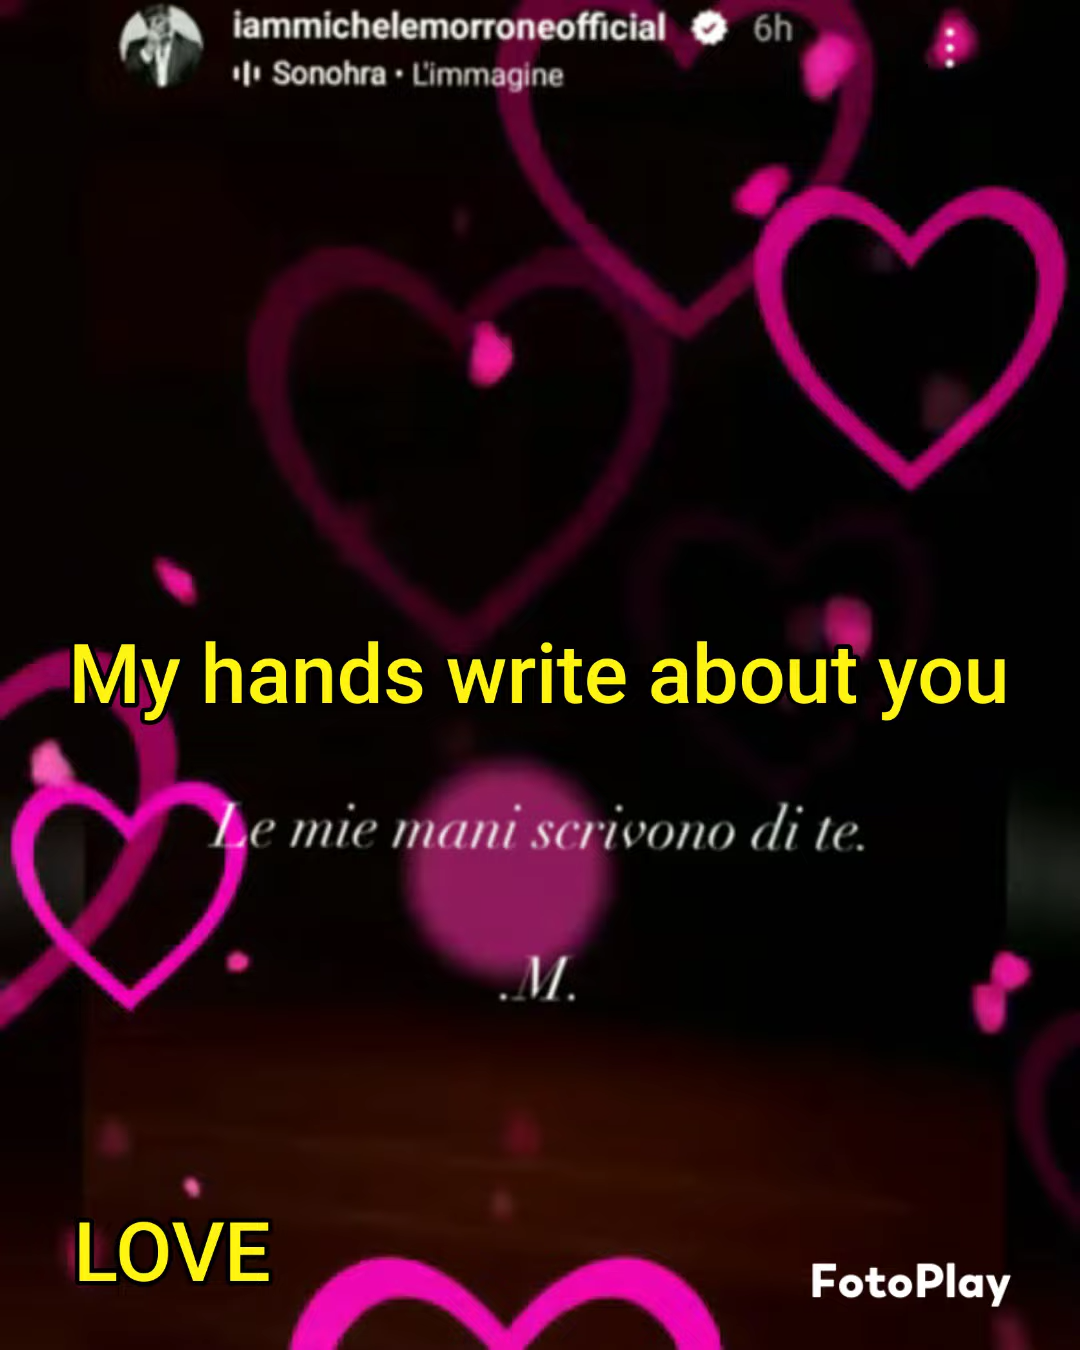 iammichelemorroneofficial 6h
Sonohra • L'immagine
My hands write about you
Le mie mani scrivono di te.
.M.
LOVE
FotoPlay